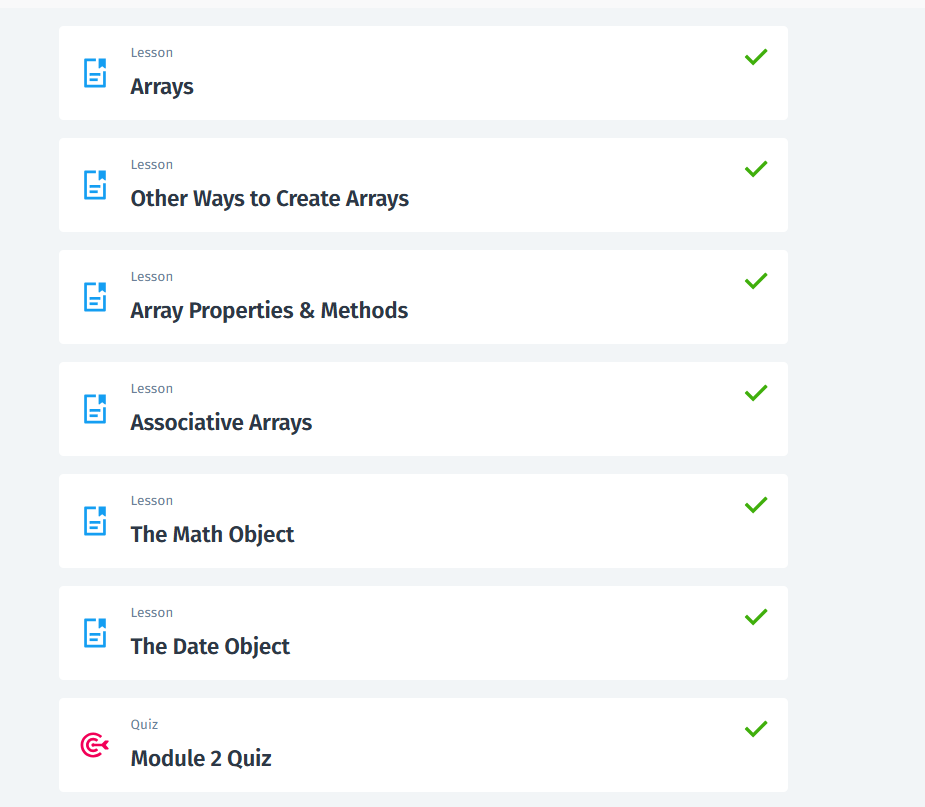 Lesson
Arrays
Lesson
Other Ways to Create Arrays
Lesson
Array Properties & Methods
Lesson
Associative Arrays
Lesson
The Math Object
Lesson
The Date Object
Quiz
Module 2 Quiz